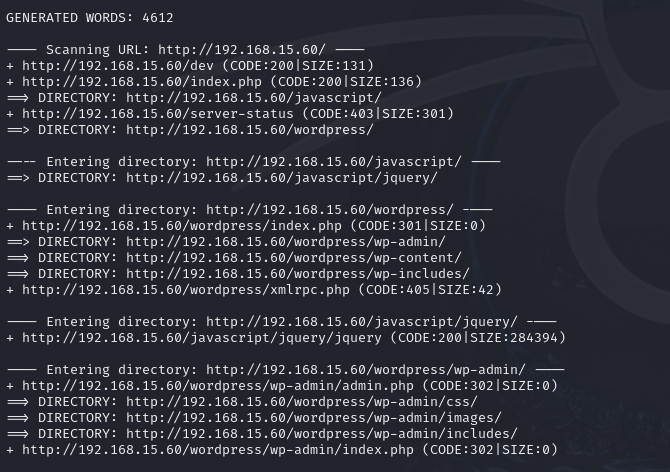 GENERATED WORDS: 4612
---- Scanning URL: http://192.168.15.60/ ----
+ http://192.168.15.60/dev (CODE:200|SIZE:131)
+ http://192.168.15.60/index.php (CODE:200|SIZE:136)
==> DIRECTORY: http://192.168.15.60/javascript/
+ http://192.168.15.60/server-status (CODE:403|SIZE:301)
==> DIRECTORY: http://192.168.15.60/wordpress/
---- Entering directory: http://192.168.15.60/javascript/ ----
==> DIRECTORY: http://192.168.15.60/javascript/jquery/
---- Entering directory: http://192.168.15.60/wordpress/ ----
+ http://192.168.15.60/wordpress/index.php (CODE:301|SIZE:0)
==> DIRECTORY: http://192.168.15.60/wordpress/wp-admin/
==> DIRECTORY: http://192.168.15.60/wordpress/wp-content/
==> DIRECTORY: http://192.168.15.60/wordpress/wp-includes/
+ http://192.168.15.60/wordpress/xmlrpc.php (CODE:405|SIZE:42)
---- Entering directory: http://192.168.15.60/javascript/jquery/ ----
+ http://192.168.15.60/javascript/jquery/jquery (CODE:200|SIZE:284394)
---- Entering directory: http://192.168.15.60/wordpress/wp-admin/ ----
+ http://192.168.15.60/wordpress/wp-admin/admin.php (CODE:302|SIZE:0)
==> DIRECTORY: http://192.168.15.60/wordpress/wp-admin/css/
==> DIRECTORY: http://192.168.15.60/wordpress/wp-admin/images/
==> DIRECTORY: http://192.168.15.60/wordpress/wp-admin/includes/
+ http://192.168.15.60/wordpress/wp-admin/index.php (CODE:302|SIZE:0)